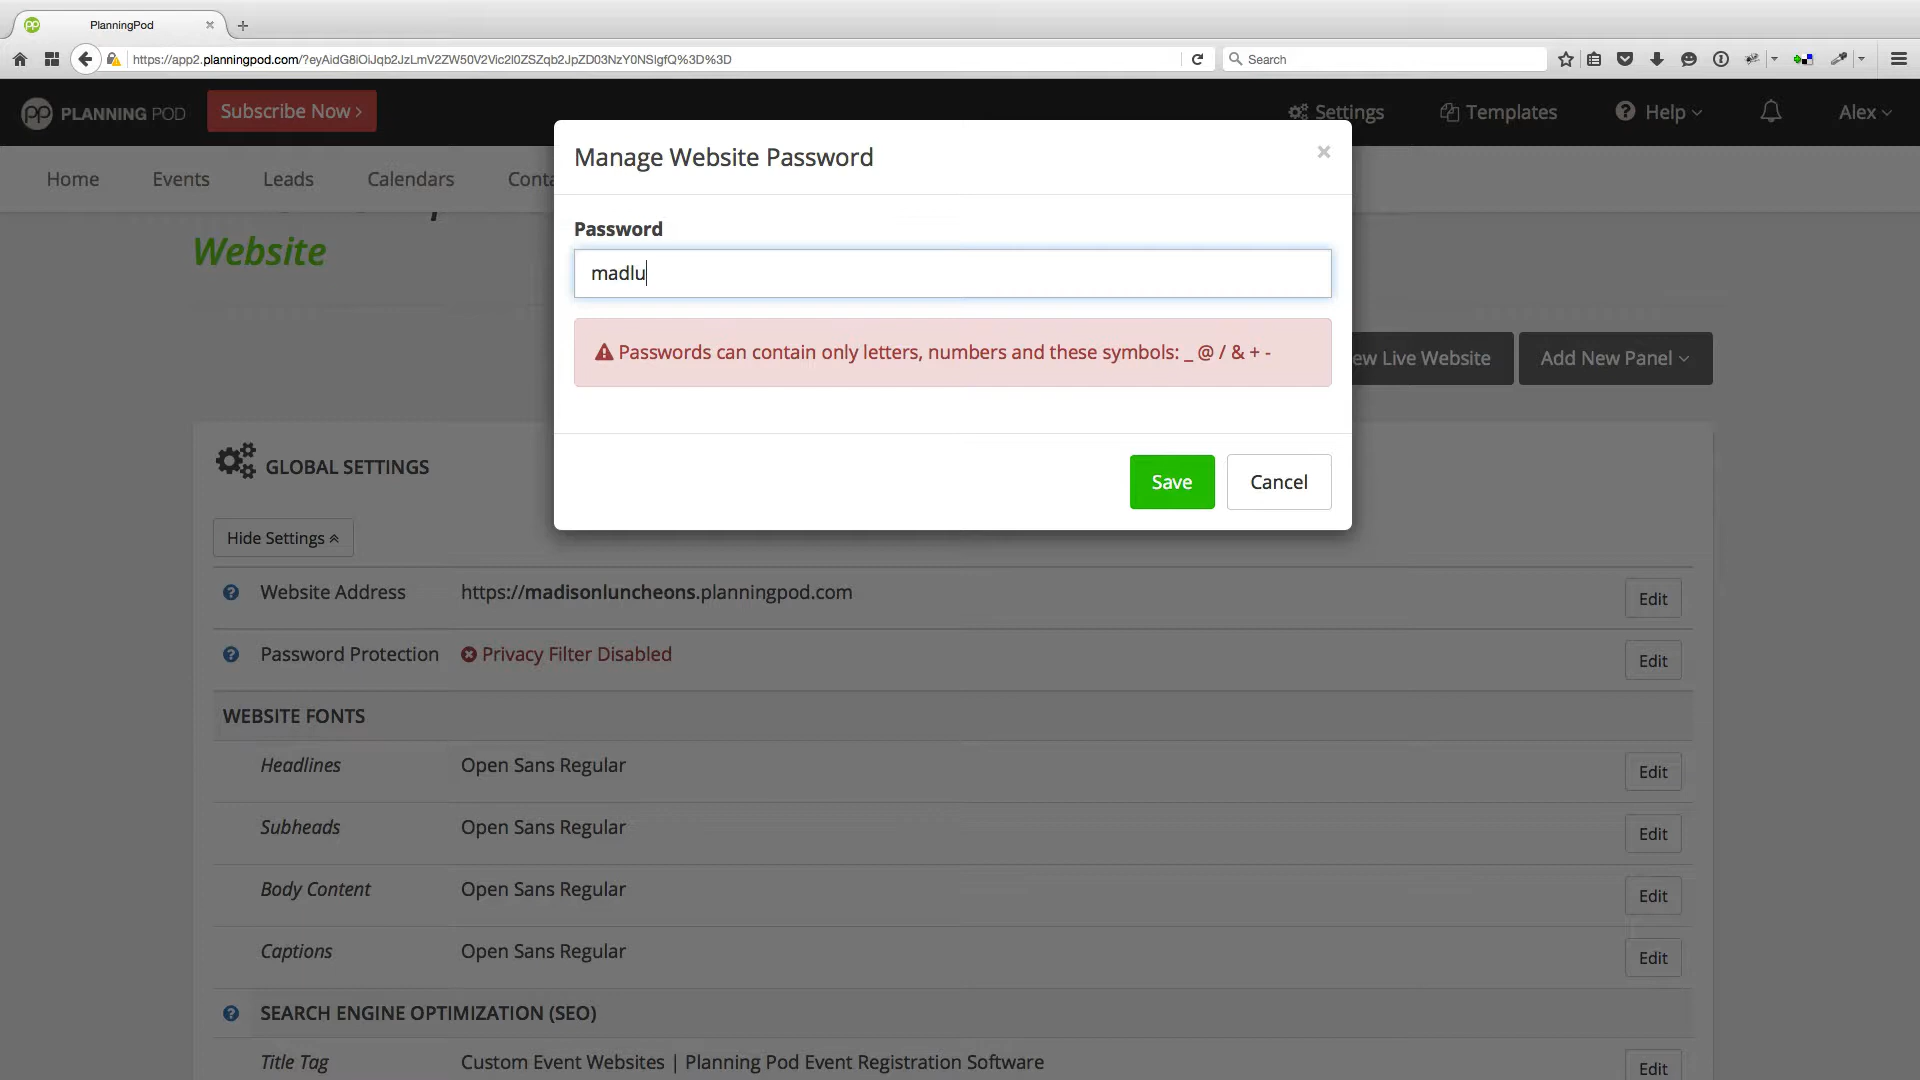 PlanningPod
https://app2.planningpod.com/?eyAidG8iOiJqb2JzLmV2ZW50V2Vic2l0ZSZqb2JpZD03NzY0NSIgfQ%3D%3D
Search
PLANNING POD
Subscribe Now ›
Settings
Templates
Help
Alex
Home
Events
Leads
Calendars
Conta
Website
Manage Website Password
×
Password
madlu
Passwords can contain only letters, numbers and these symbols: _ @ / & + -
Save
Cancel
ew Live Website
Add New Panel
GLOBAL SETTINGS
Hide Settings
Website Address
https://madisonluncheons.planningpod.com
Edit
Password Protection
Privacy Filter Disabled
Edit
WEBSITE FONTS
Headlines
Open Sans Regular
Edit
Subheads
Open Sans Regular
Edit
Body Content
Open Sans Regular
Edit
Captions
Open Sans Regular
Edit
SEARCH ENGINE OPTIMIZATION (SEO)
Title Tag
Custom Event Websites | Planning Pod Event Registration Software
Edit